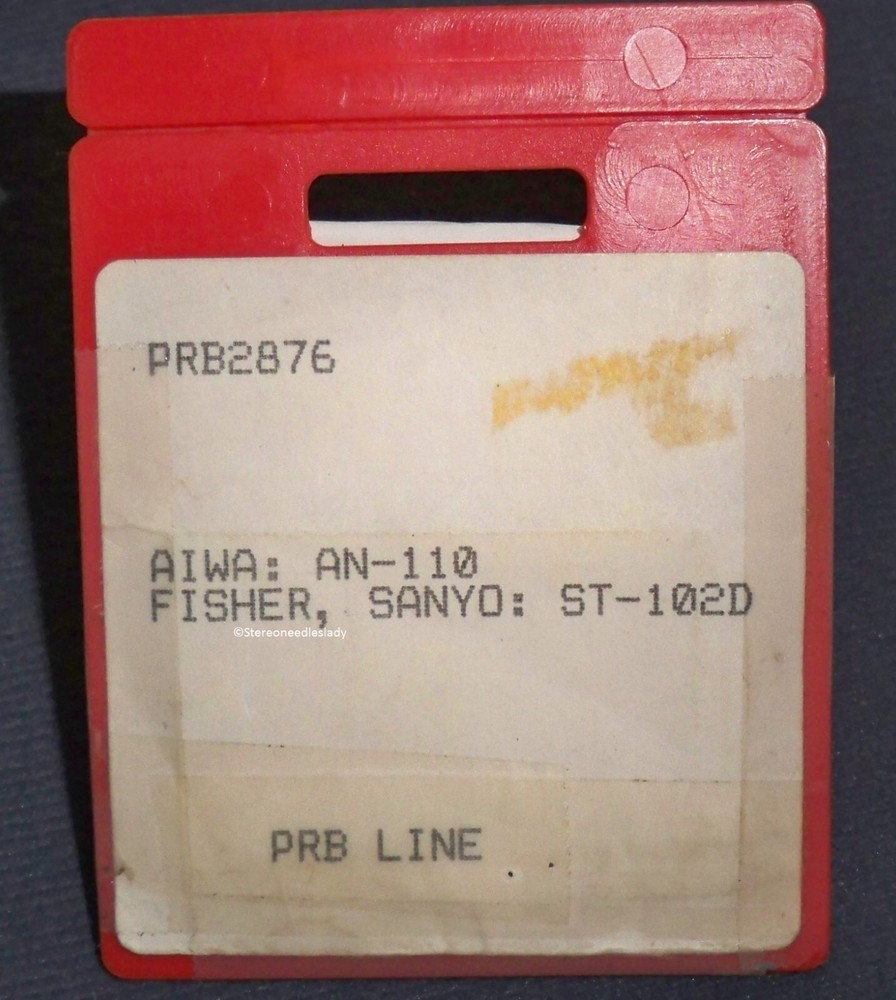 PRB2876
AIWA: AN-110
FISHER, SANYO: ST-102D
©Stereoneedleslady
PRB LINE